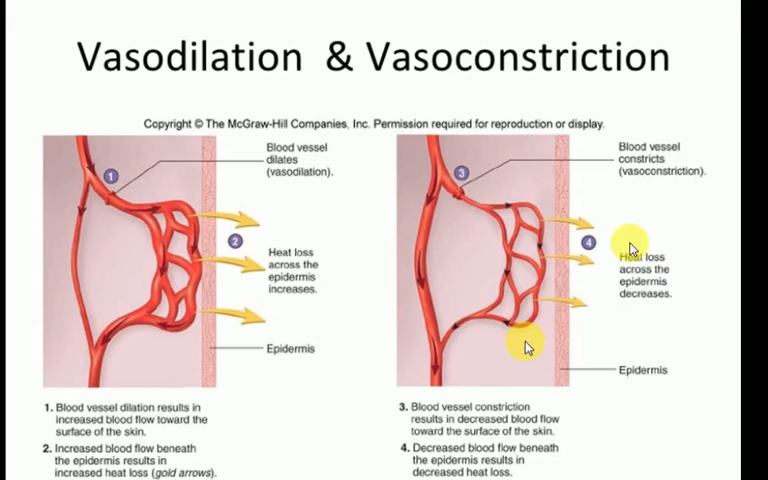 Vasodilation & Vasoconstriction
Copyright © The McGraw-Hill Companies, Inc. Permission required for reproduction or display.
1
Blood vessel
dilates
(vasodilation).
2
Heat loss
across the
epidermis
increases.
Epidermis
1. Blood vessel dilation results in
increased blood flow toward the
surface of the skin.
2. Increased blood flow beneath
the epidermis results in
increased heat loss (gold arrows).
3
Blood vessel
constricts
(vasoconstriction).
4
Heat loss
across the
epidermis
decreases.
Epidermis
3. Blood vessel constriction
results in decreased blood flow
toward the surface of the skin.
4. Decreased blood flow beneath
the epidermis results in
decreased heat loss.